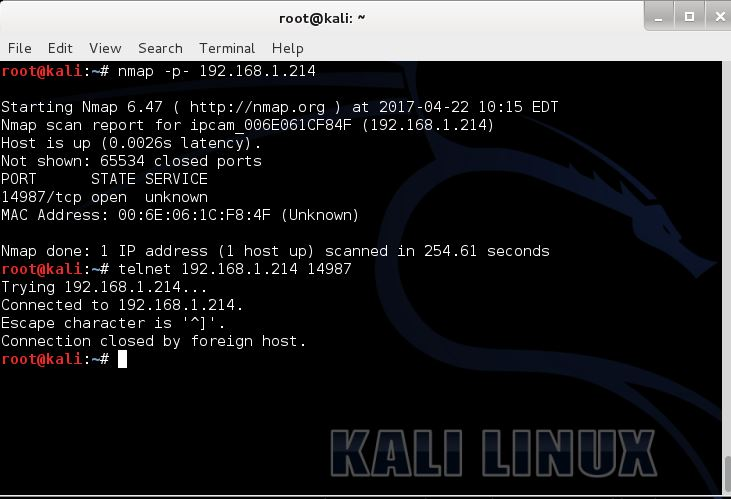 root@kali: ~
File Edit View Search Terminal Help
root@kali:~# nmap -p- 192.168.1.214
Starting Nmap 6.47 ( http://nmap.org ) at 2017-04-22 10:15 EDT
Nmap scan report for ipcam_006E061CF84F (192.168.1.214)
Host is up (0.0026s latency).
Not shown: 65534 closed ports
PORT      STATE SERVICE
14987/tcp open  unknown
MAC Address: 00:6E:06:1C:F8:4F (Unknown)
Nmap done: 1 IP address (1 host up) scanned in 254.61 seconds
root@kali:~# telnet 192.168.1.214 14987
Trying 192.168.1.214...
Connected to 192.168.1.214.
Escape character is '^]'.
Connection closed by foreign host.
root@kali:~#
KALI LINUX